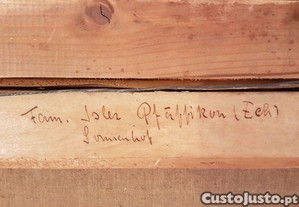 Fam. Isler Pfäffikon (Zch)
Sonnenhof
CustoJusto.pt